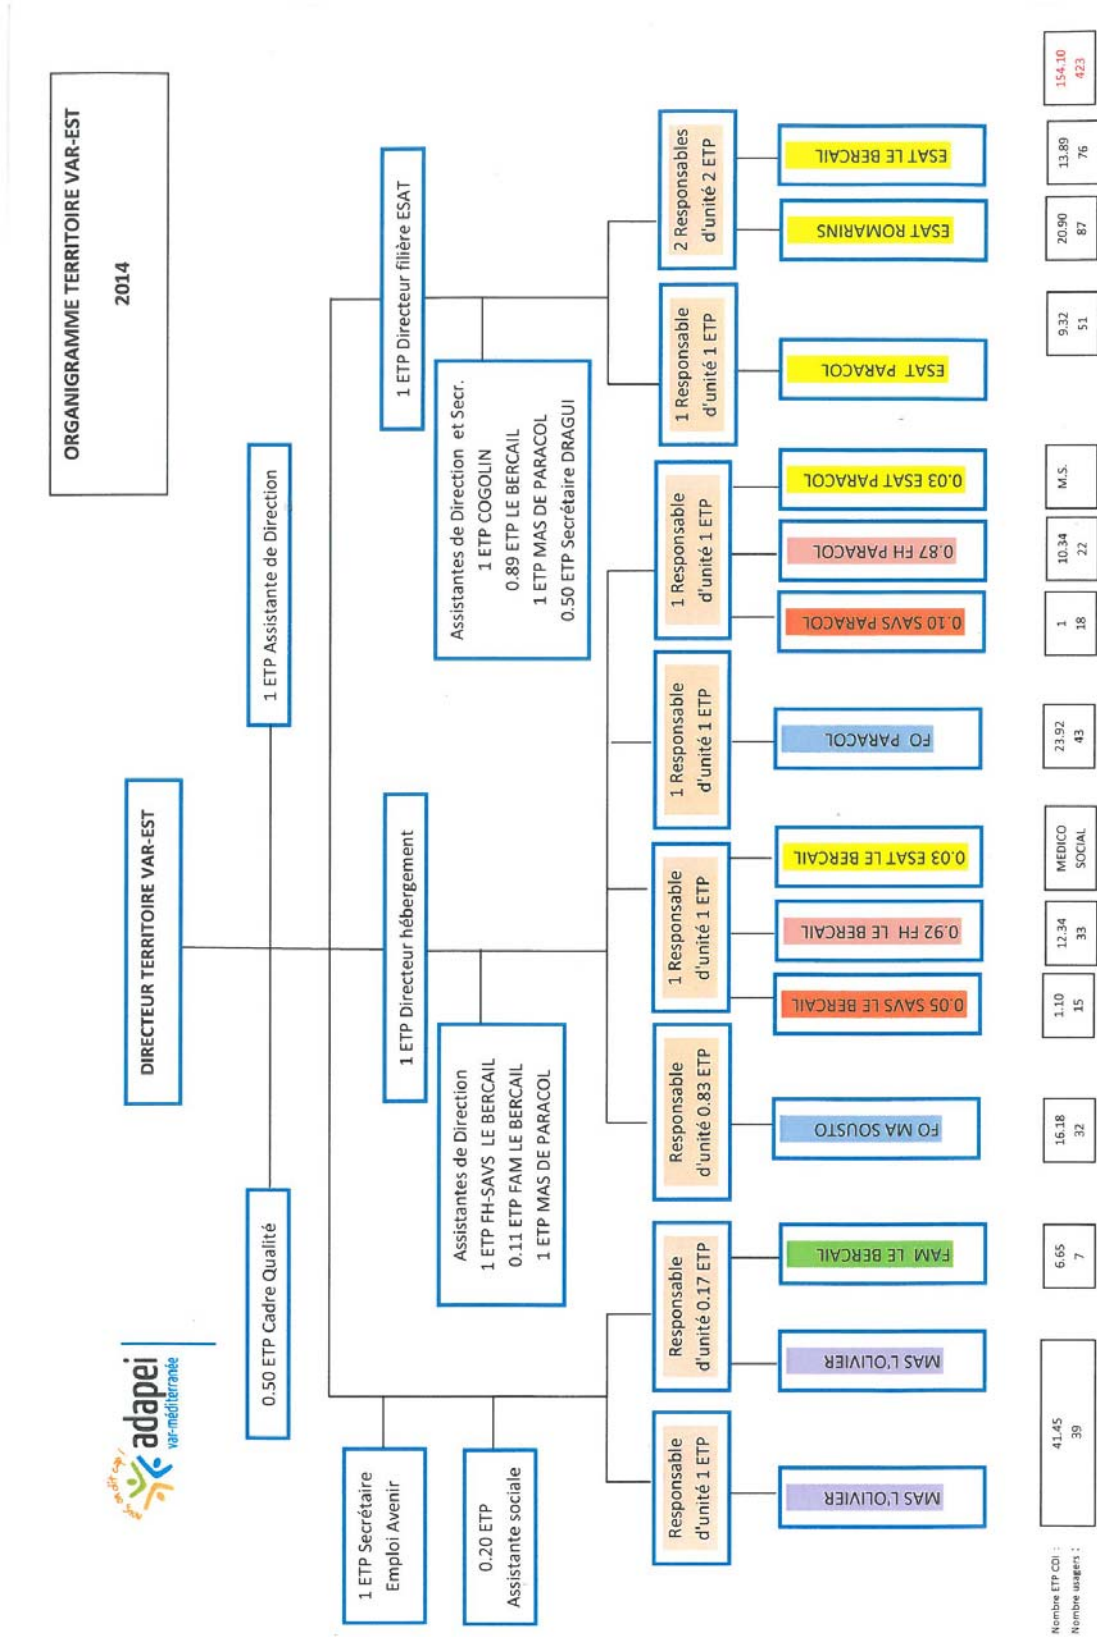 sur on dit cap !
adapei
var-méditerranée
ORGANIGRAMME TERRITOIRE VAR-EST
2014
DIRECTEUR TERRITOIRE VAR-EST
0.50 ETP Cadre Qualité
1 ETP Assistante de Direction
1 ETP Secrétaire
Emploi Avenir
0.20 ETP
Assistante sociale
1 ETP Directeur hébergement
Assistantes de Direction
1 ETP FH-SAVS LE BERCAIL
0.11 ETP FAM LE BERCAIL
1 ETP MAS DE PARACOL
1 ETP Directeur filière ESAT
Assistantes de Direction et Secr.
1 ETP COGOLIN
0.89 ETP LE BERCAIL
1 ETP MAS DE PARACOL
0.50 ETP Secrétaire DRAGUI
Responsable
d'unité 1 ETP
Responsable
d'unité 0.17 ETP
Responsable
d'unité 0.83 ETP
1 Responsable
d'unité 1 ETP
1 Responsable
d'unité 1 ETP
1 Responsable
d'unité 1 ETP
1 Responsable
d'unité 1 ETP
2 Responsables
d'unité 2 ETP
MAS L'OLIVIER
MAS L'OLIVIER
FAM LE BERCAIL
FO MA SOUSTO
0.05 SAVS LE BERCAIL
0.92 FH LE BERCAIL
0.03 ESAT LE BERCAIL
FO PARACOL
0.10 SAVS PARACOL
0.87 FH PARACOL
0.03 ESAT PARACOL
ESAT PARACOL
ESAT ROMARINS
ESAT LE BERCAIL
Nombre ETP CDI : 41.45 6.65 16.18 1.10 12.34 MEDICO 23.92 1 10.34 M.S. 9.32 20.90 13.89 154.10
Nombre usagers : 39 7 32 15 33 SOCIAL 43 18 22 51 87 76 423